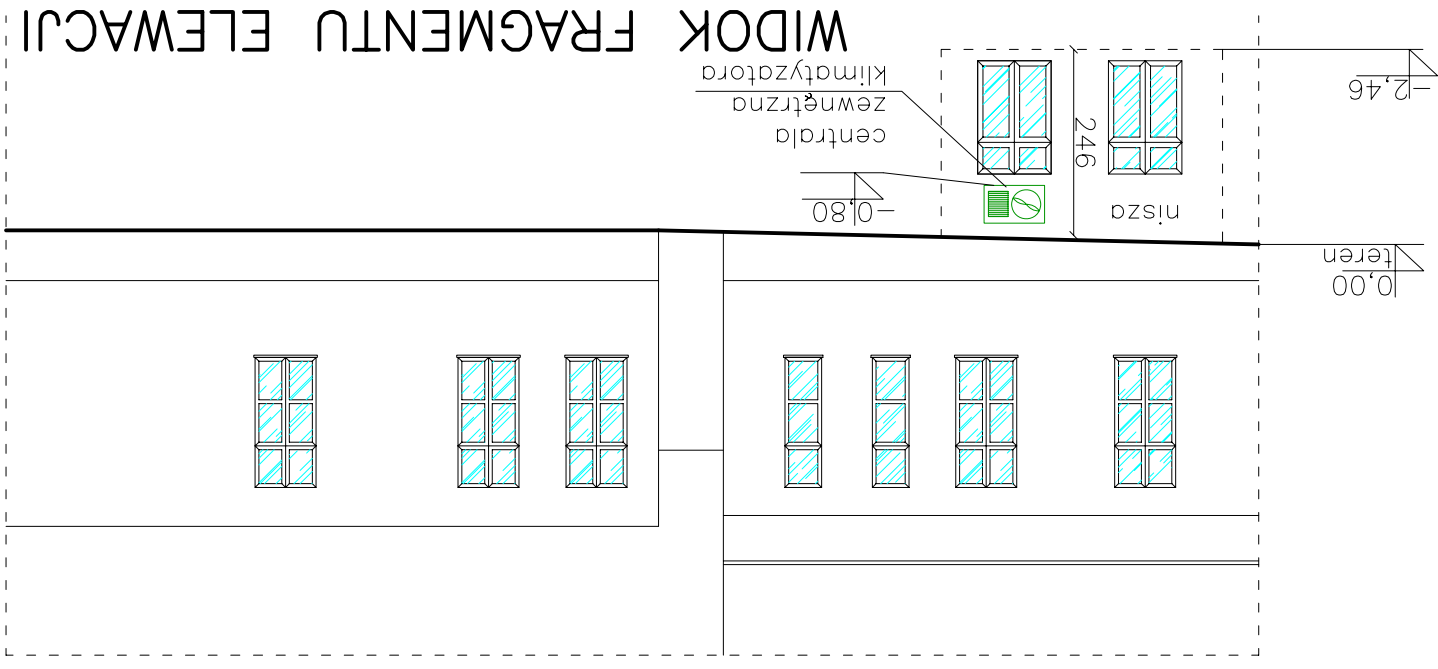 0,00
teren
nisza
-0,80
246
-2,46
centrala
zewnętrzna
klimatyzatora
WIDOK FRAGMENTU ELEWACJI